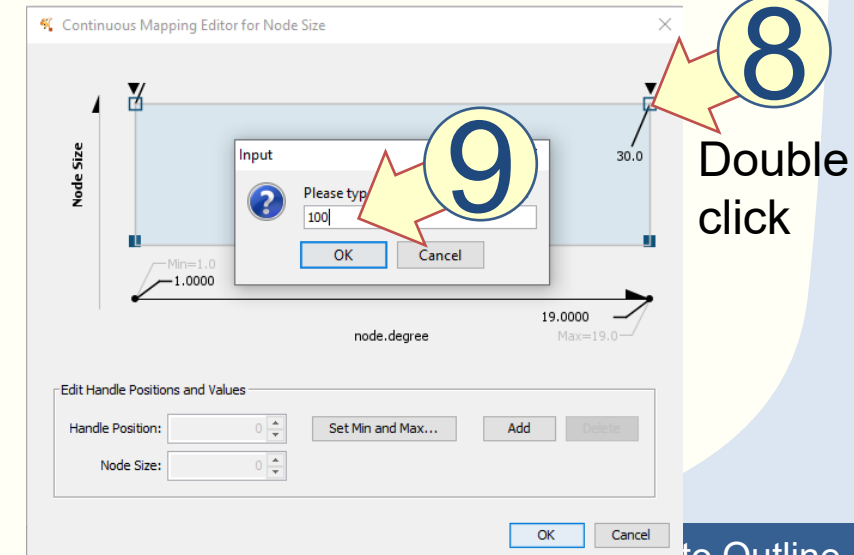 Continuous Mapping Editor for Node Size
8
Node Size
30.0
Double
click
Input
9
Please typ
100
OK Cancel
Min=1.0
1.0000
19.0000
node.degree
Max=19.0
Edit Handle Positions and Values
Handle Position: 0 Set Min and Max... Add Delete
Node Size: 0
OK Cancel
to Outline